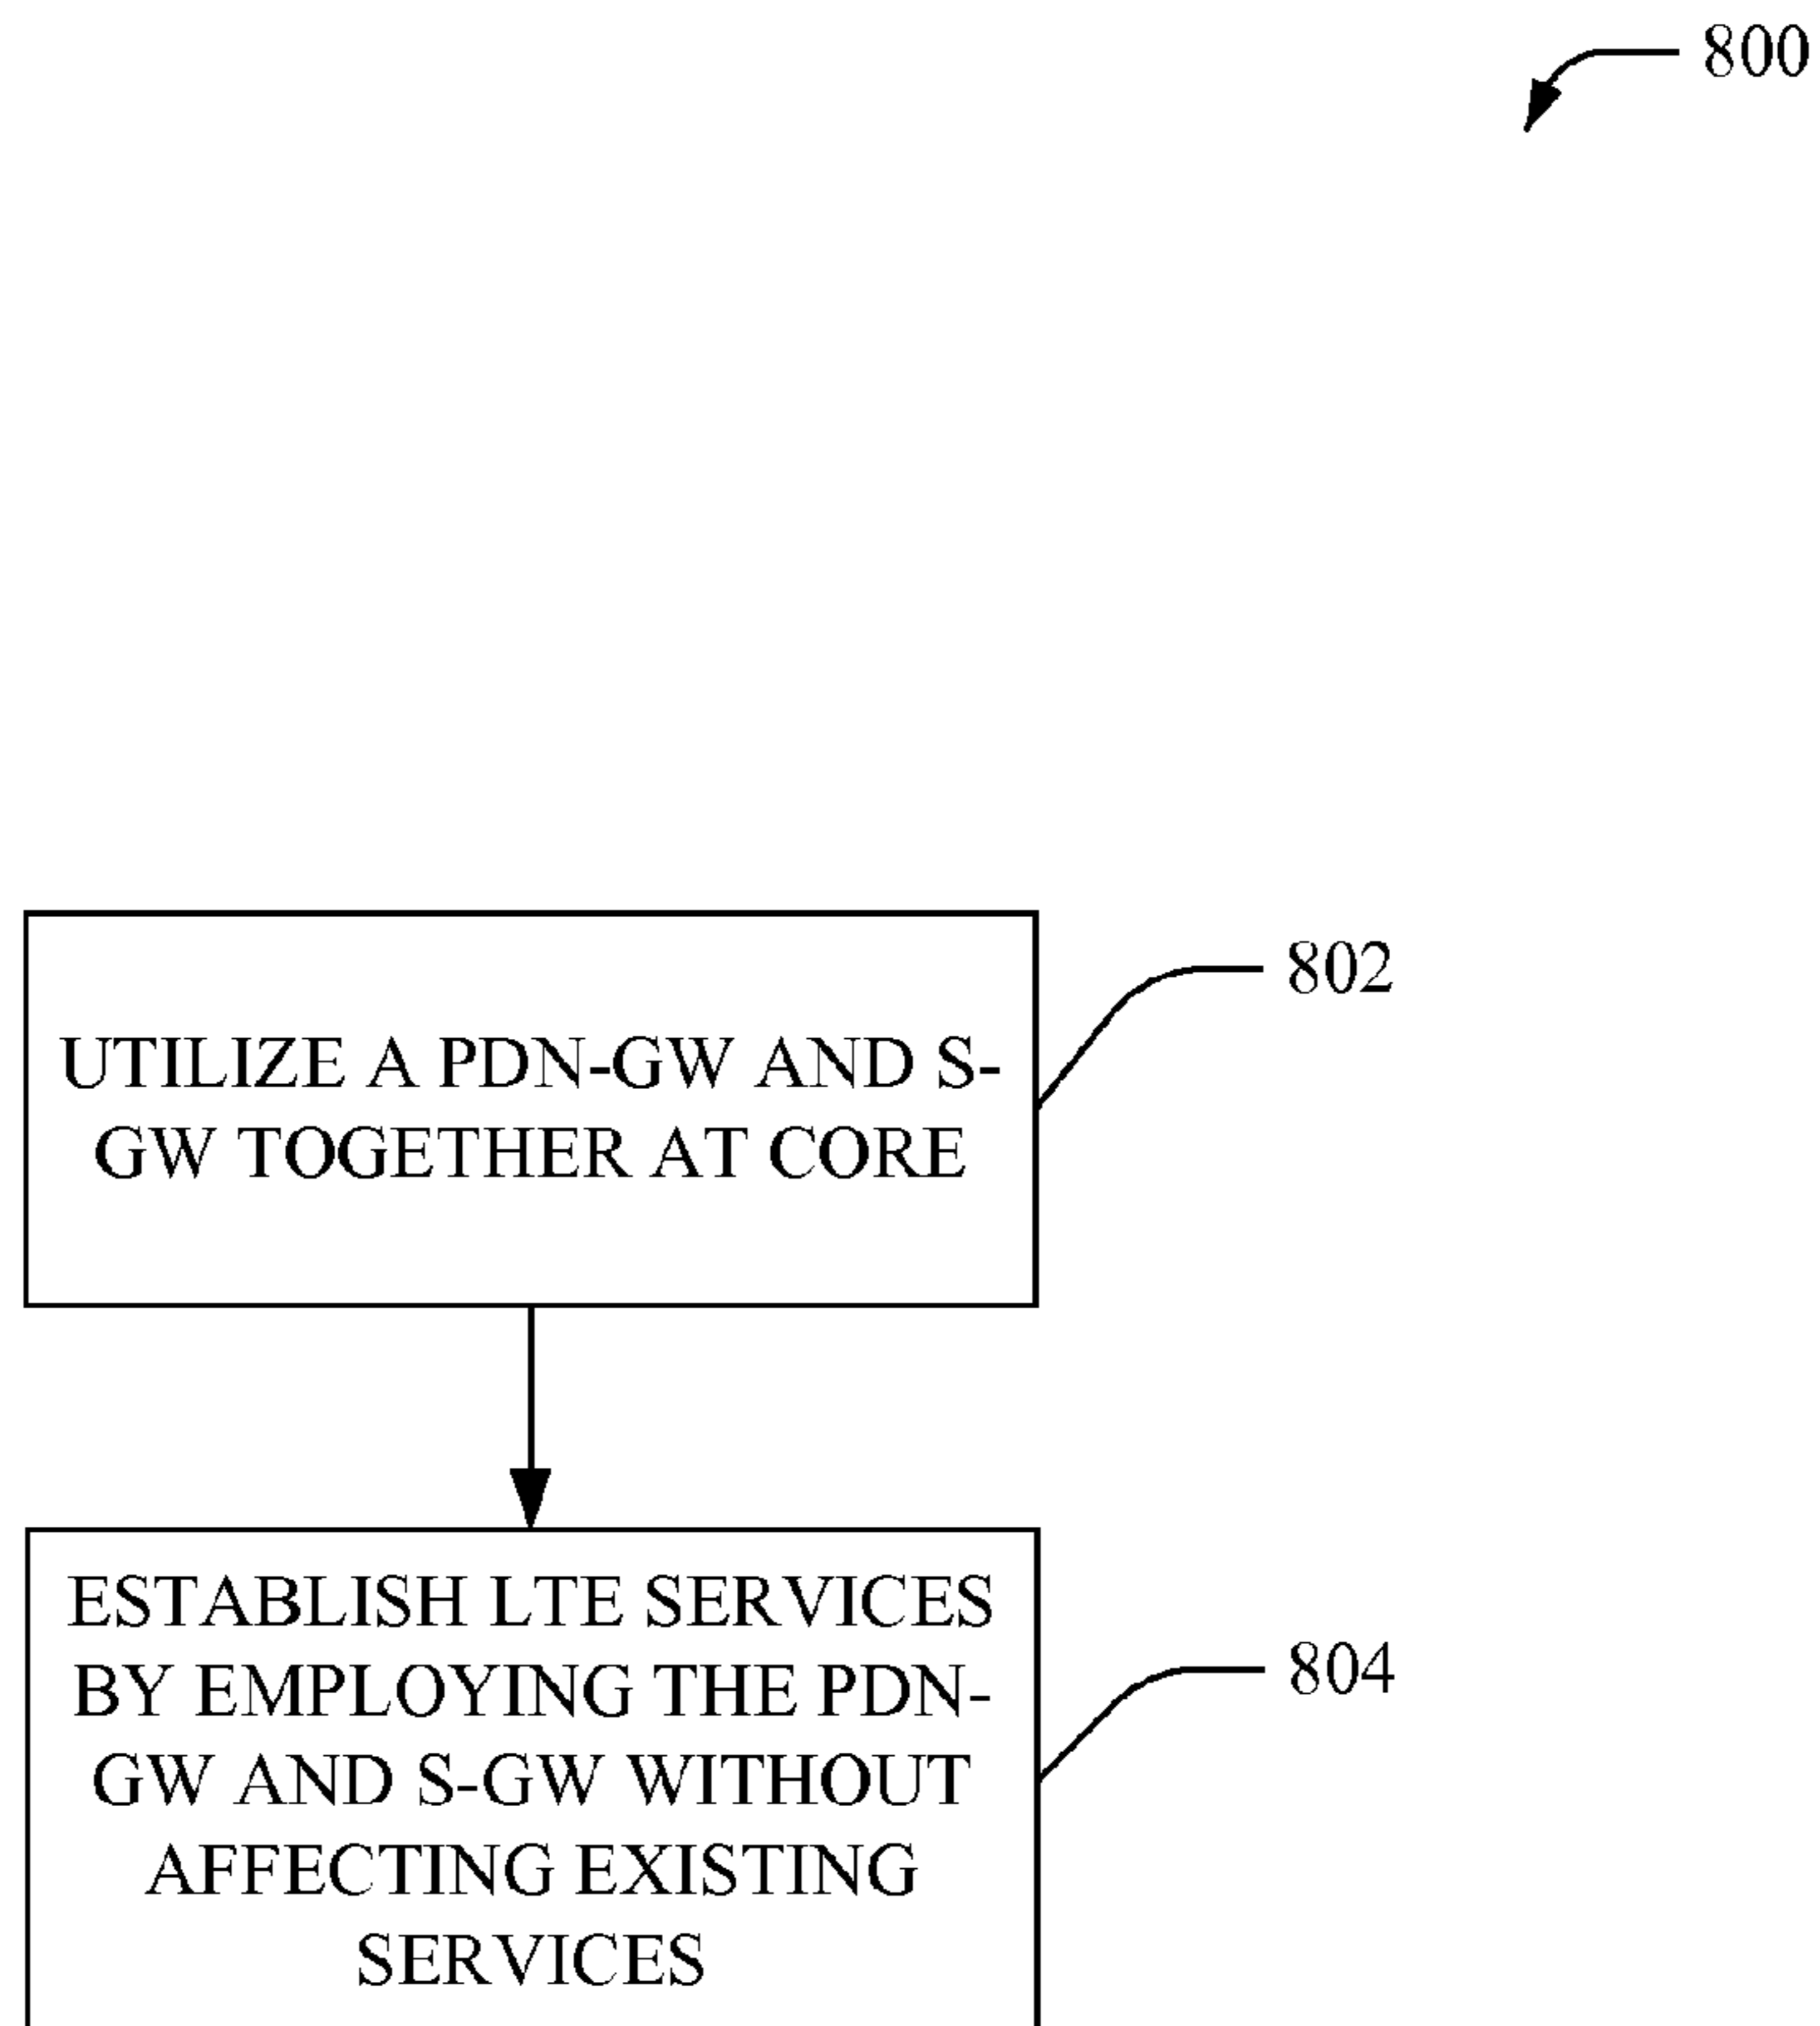 800
802
UTILIZE A PDN-GW AND S-
GW TOGETHER AT CORE
ESTABLISH LTE SERVICES
BY EMPLOYING THE PDN-
GW AND S-GW WITHOUT
AFFECTING EXISTING
SERVICES
804